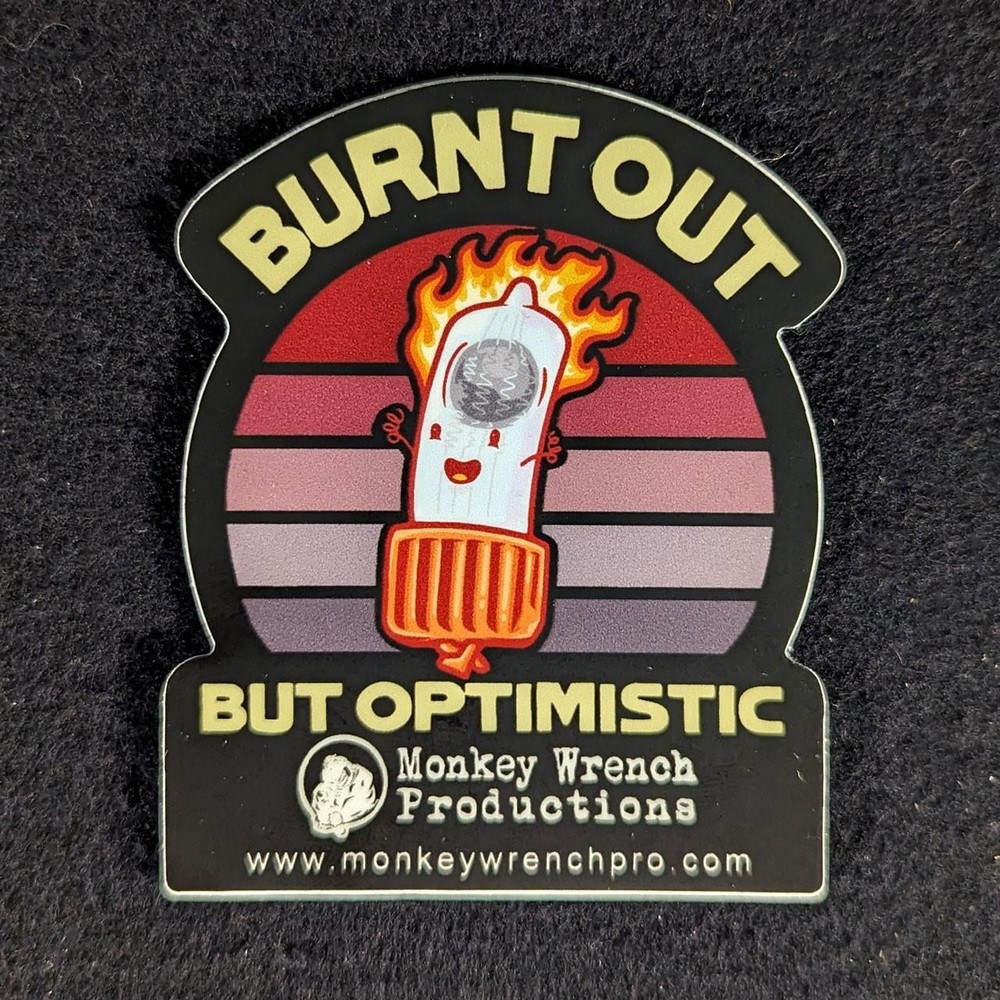 BURNT OUT
BUT OPTIMISTIC
Monkey Wrench
Productions
www.monkeywrenchpro.com